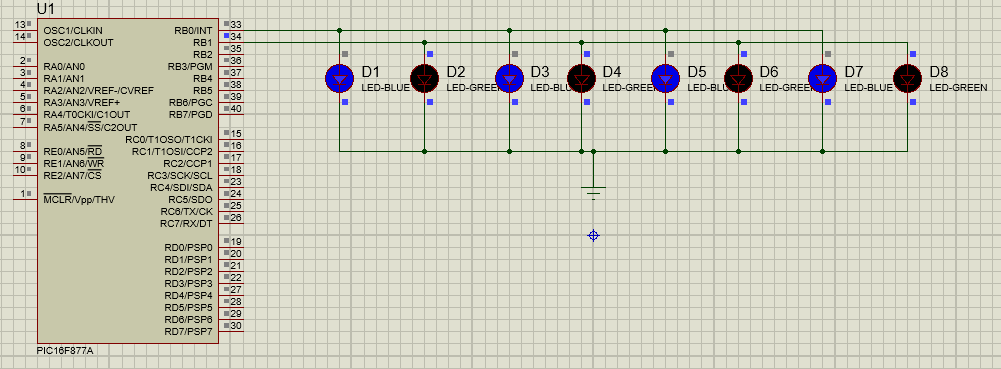 U1
13 OSC1/CLKIN RB0/INT 33
14 OSC2/CLKOUT RB1 34
RB2 35
2 RA0/AN0 RB3/PGM 36
3 RA1/AN1 RB4 37
4 RA2/AN2/VREF-/CVREF RB5 38
5 RA3/AN3/VREF+ RB6/PGC 39
6 RA4/T0CKI/C1OUT RB7/PGD 40
7 RA5/AN4/SS/C2OUT
RC0/T1OSO/T1CKI 15
8 RE0/AN5/RD RC1/T1OSI/CCP2 16
9 RE1/AN6/WR RC2/CCP1 17
10 RE2/AN7/CS RC3/SCK/SCL 18
RC4/SDI/SDA 23
1 MCLR/Vpp/THV RC5/SDO 24
RC6/TX/CK 25
RC7/RX/DT 26
RD0/PSP0 19
RD1/PSP1 20
RD2/PSP2 21
RD3/PSP3 22
RD4/PSP4 27
RD5/PSP5 28
RD6/PSP6 29
RD7/PSP7 30
PIC16F877A
D1 D2 D3 D4 D5 D6 D7 D8
LED-BLUE LED-GREEN LED-BLU LED-GREEN LED-BLUE LED-GREE LED-BLUE LED-GREEN